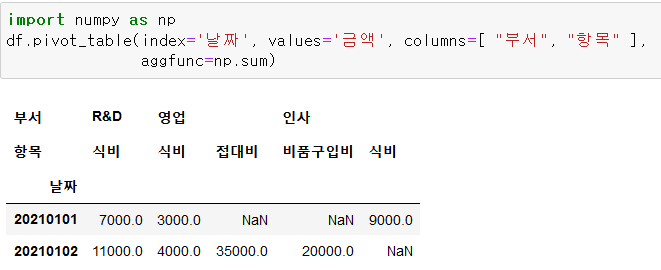 import numpy as np
df.pivot_table(index='날짜', values='금액', columns=[ "부서", "항목" ],
aggfunc=np.sum)
부서 R&D 영업 인사
항목 식비 식비 접대비 비품구입비 식비
날짜
20210101 7000.0 3000.0 NaN NaN 9000.0
20210102 11000.0 4000.0 35000.0 20000.0 NaN